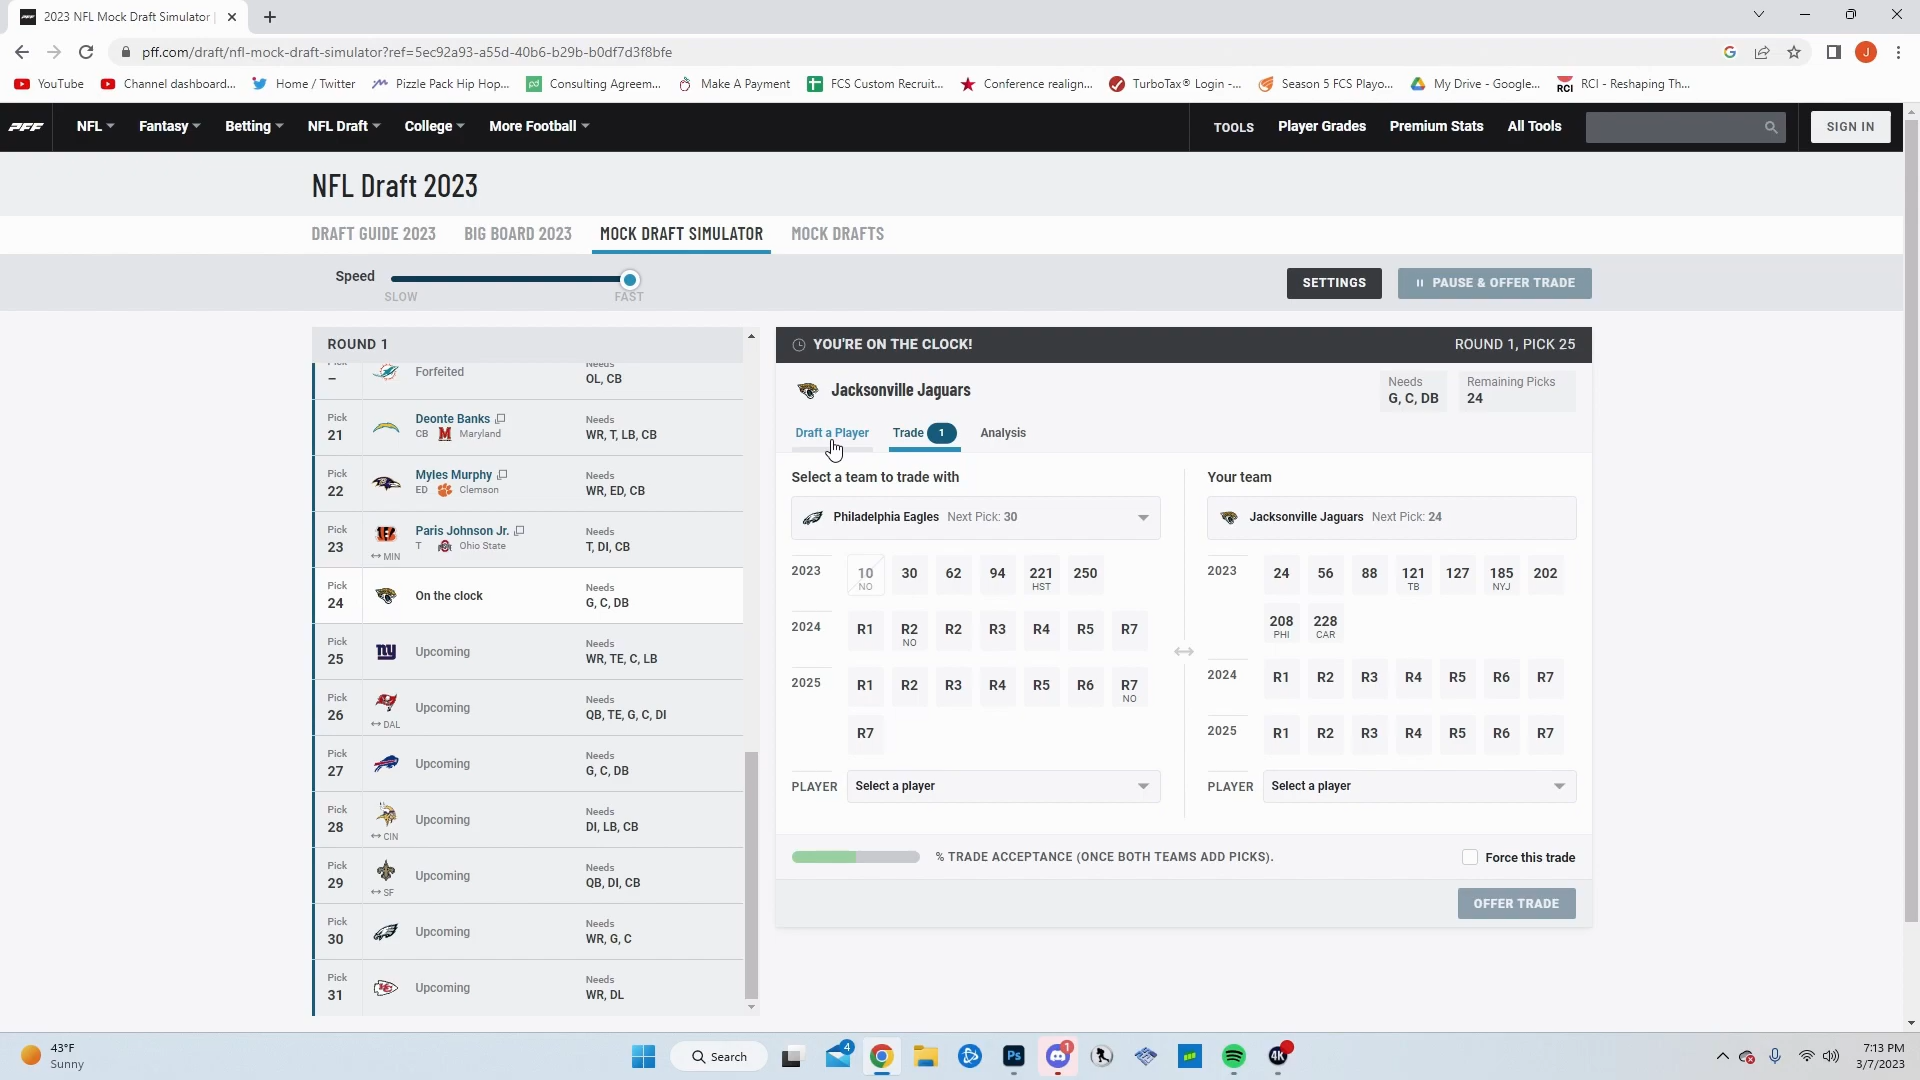 2023 NFL Mock Draft Simulator |
pff.com/draft/nfl-mock-draft-simulator?ref=5ec92a93-a55d-40b6-b29b-b0df7d3f8bfe
J
YouTube
Channel dashboard...
Home / Twitter
Pizzle Pack Hip Hop...
Consulting Agreem...
Make A Payment
FCS Custom Recruit...
Conference realign...
TurboTax® Login -...
Season 5 FCS Playo...
My Drive - Google...
RCI - Reshaping Th...
PFF
NFL
Fantasy
Betting
NFL Draft
College
More Football
TOOLS
Player Grades
Premium Stats
All Tools
SIGN IN
NFL Draft 2023
DRAFT GUIDE 2023
BIG BOARD 2023
MOCK DRAFT SIMULATOR
MOCK DRAFTS
Speed
SLOW
FAST
SETTINGS
PAUSE & OFFER TRADE
ROUND 1
– Forfeited
Needs
OL, CB
Pick 21
Deonte Banks
CB Maryland
Needs
WR, T, LB, CB
Pick 22
Myles Murphy
ED Clemson
Needs
WR, ED, CB
Pick 23
↔ MIN
Paris Johnson Jr.
T Ohio State
Needs
T, DI, CB
Pick 24
On the clock
Needs
G, C, DB
Pick 25
Upcoming
Needs
WR, TE, C, LB
Pick 26
↔ DAL
Upcoming
Needs
QB, TE, G, C, DI
Pick 27
Upcoming
Needs
G, C, DB
Pick 28
↔ CIN
Upcoming
Needs
DI, LB, CB
Pick 29
↔ SF
Upcoming
Needs
QB, DI, CB
Pick 30
Upcoming
Needs
WR, G, C
Pick 31
Upcoming
Needs
WR, DL
YOU'RE ON THE CLOCK!
ROUND 1, PICK 25
Jacksonville Jaguars
Needs
G, C, DB
Remaining Picks
24
Draft a Player
Trade 1
Analysis
Select a team to trade with
Philadelphia Eagles Next Pick: 30
2023 10 NO 30 62 94 221 HST 250
2024 R1 R2 NO R2 R3 R4 R5 R7
2025 R1 R2 R3 R4 R5 R6 R7 NO
R7
PLAYER Select a player
Your team
Jacksonville Jaguars Next Pick: 24
2023 24 56 88 121 TB 127 185 NYJ 202
208 PHI 228 CAR
2024 R1 R2 R3 R4 R5 R6 R7
2025 R1 R2 R3 R4 R5 R6 R7
PLAYER Select a player
% TRADE ACCEPTANCE (ONCE BOTH TEAMS ADD PICKS).
Force this trade
OFFER TRADE
43°F
Sunny
Search
4
Ps
1
4K
7:13 PM
3/7/2023